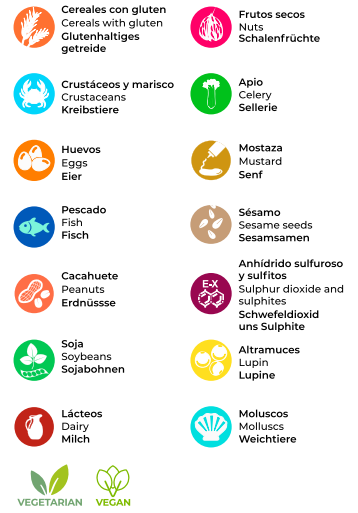 Cereales con gluten
Cereals with gluten
Glutenhaltiges
getreide
Crustáceos y marisco
Crustaceans
Kreibstiere
Huevos
Eggs
Eier
Pescado
Fish
Fisch
Cacahuete
Peanuts
Erdnüssse
Soja
Soybeans
Sojabohnen
Lácteos
Dairy
Milch
Frutos secos
Nuts
Schalenfrüchte
Apio
Celery
Sellerie
Mostaza
Mustard
Senf
Sésamo
Sesame seeds
Sesamsamen
E-X
Anhídrido sulfuroso
y sulfitos
Sulphur dioxide and
sulphites
Schwefeldioxid
uns Sulphite
Altramuces
Lupin
Lupine
Moluscos
Molluscs
Weichtiere
VEGETARIAN
VEGAN